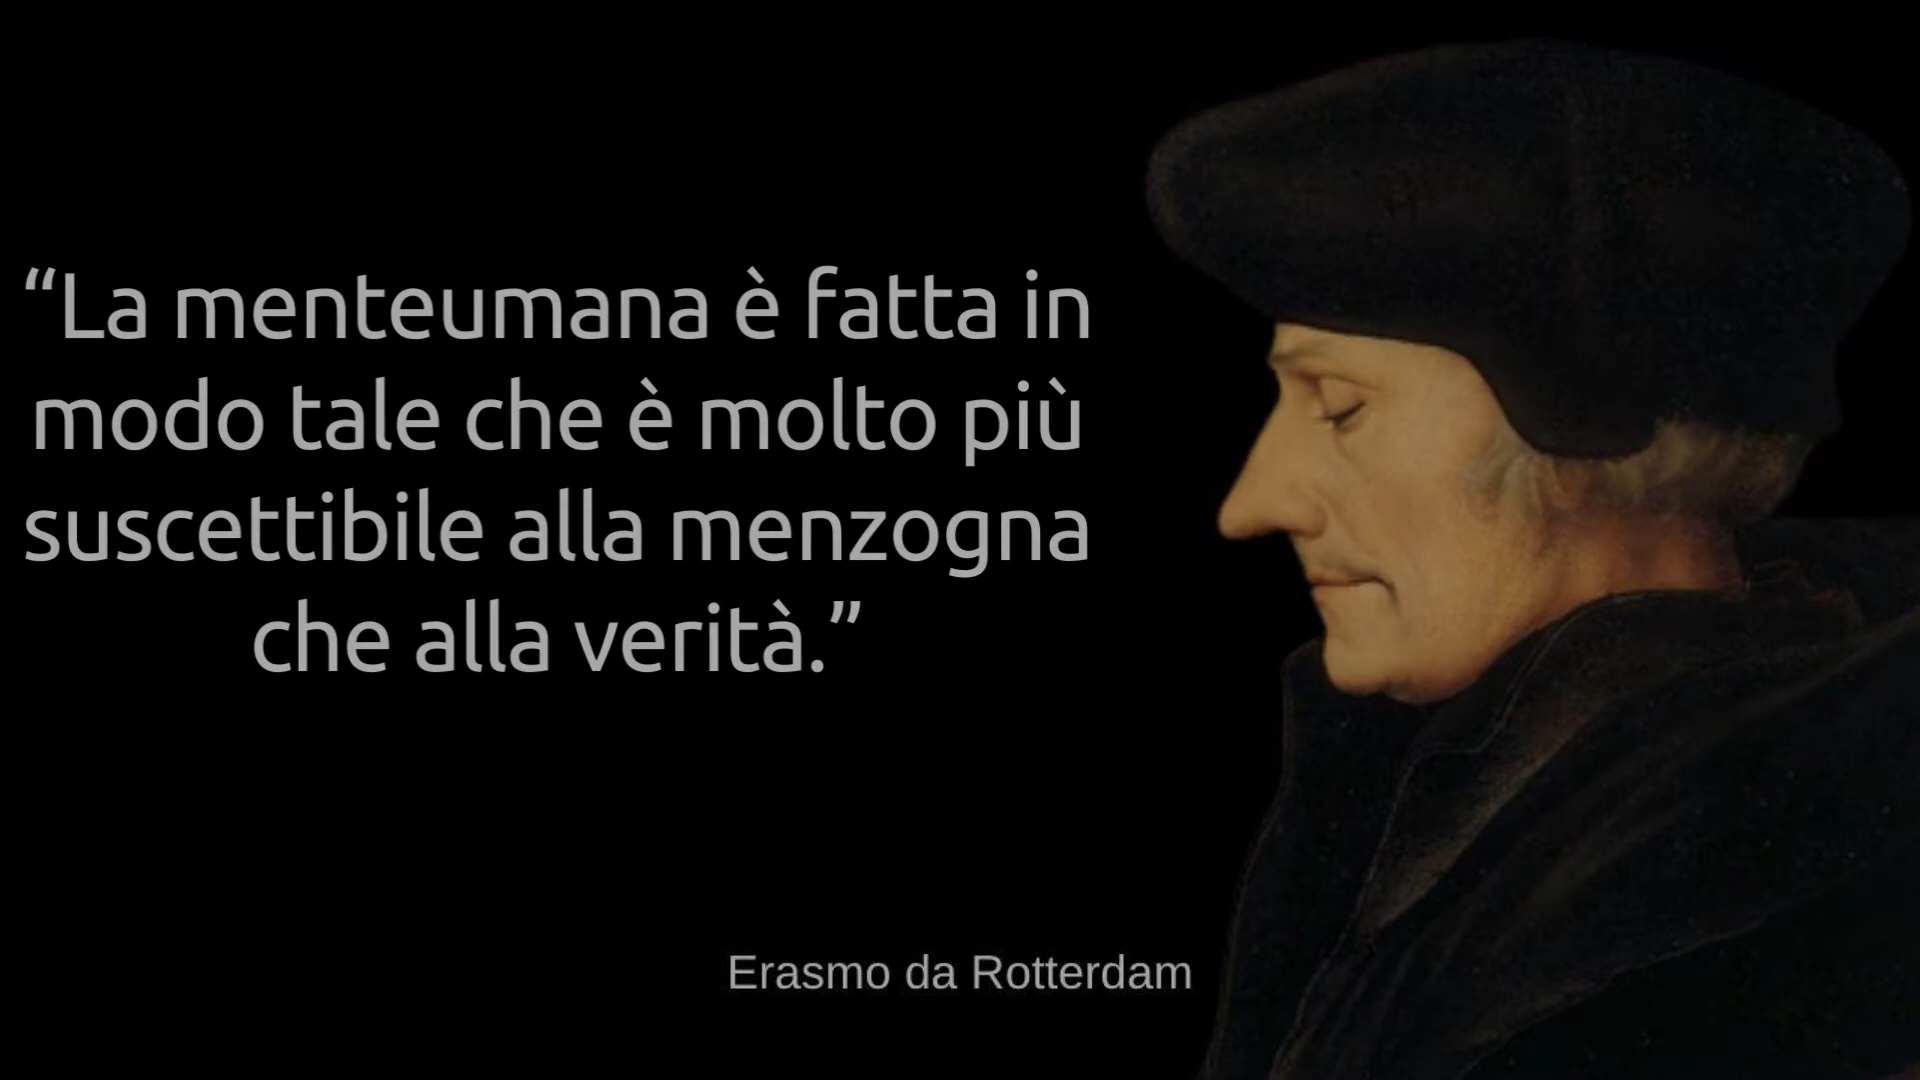 “La menteumana è fatta in
modo tale che è molto più
suscettibile alla menzogna
che alla verità.”
Erasmo da Rotterdam